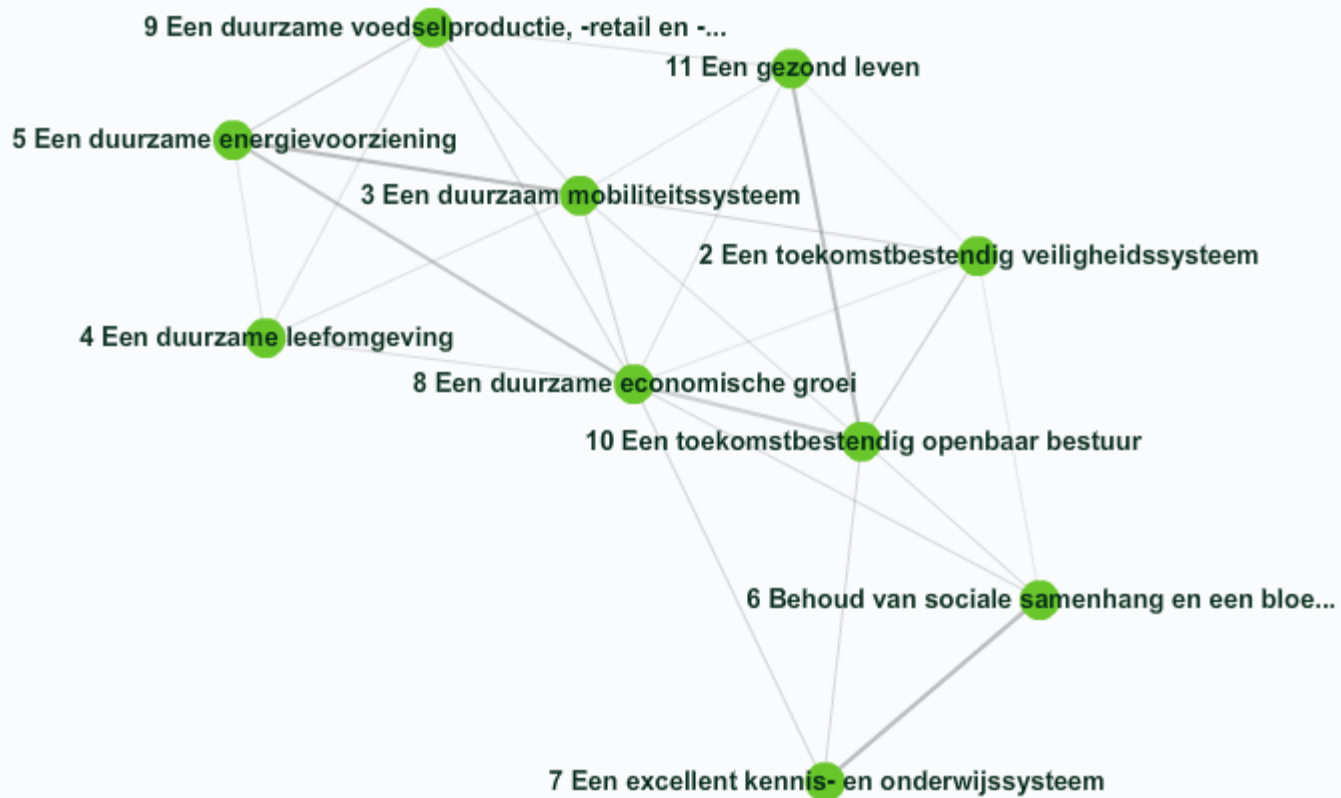 9 Een duurzame voedselproductie, -retail en -...
11 Een gezond leven
5 Een duurzame energievoorziening
3 Een duurzaam mobiliteitssysteem
2 Een toekomstbestendig veiligheidssysteem
4 Een duurzame leefomgeving
8 Een duurzame economische groei
10 Een toekomstbestendig openbaar bestuur
6 Behoud van sociale samenhang en een bloe...
7 Een excellent kennis- en onderwijssysteem